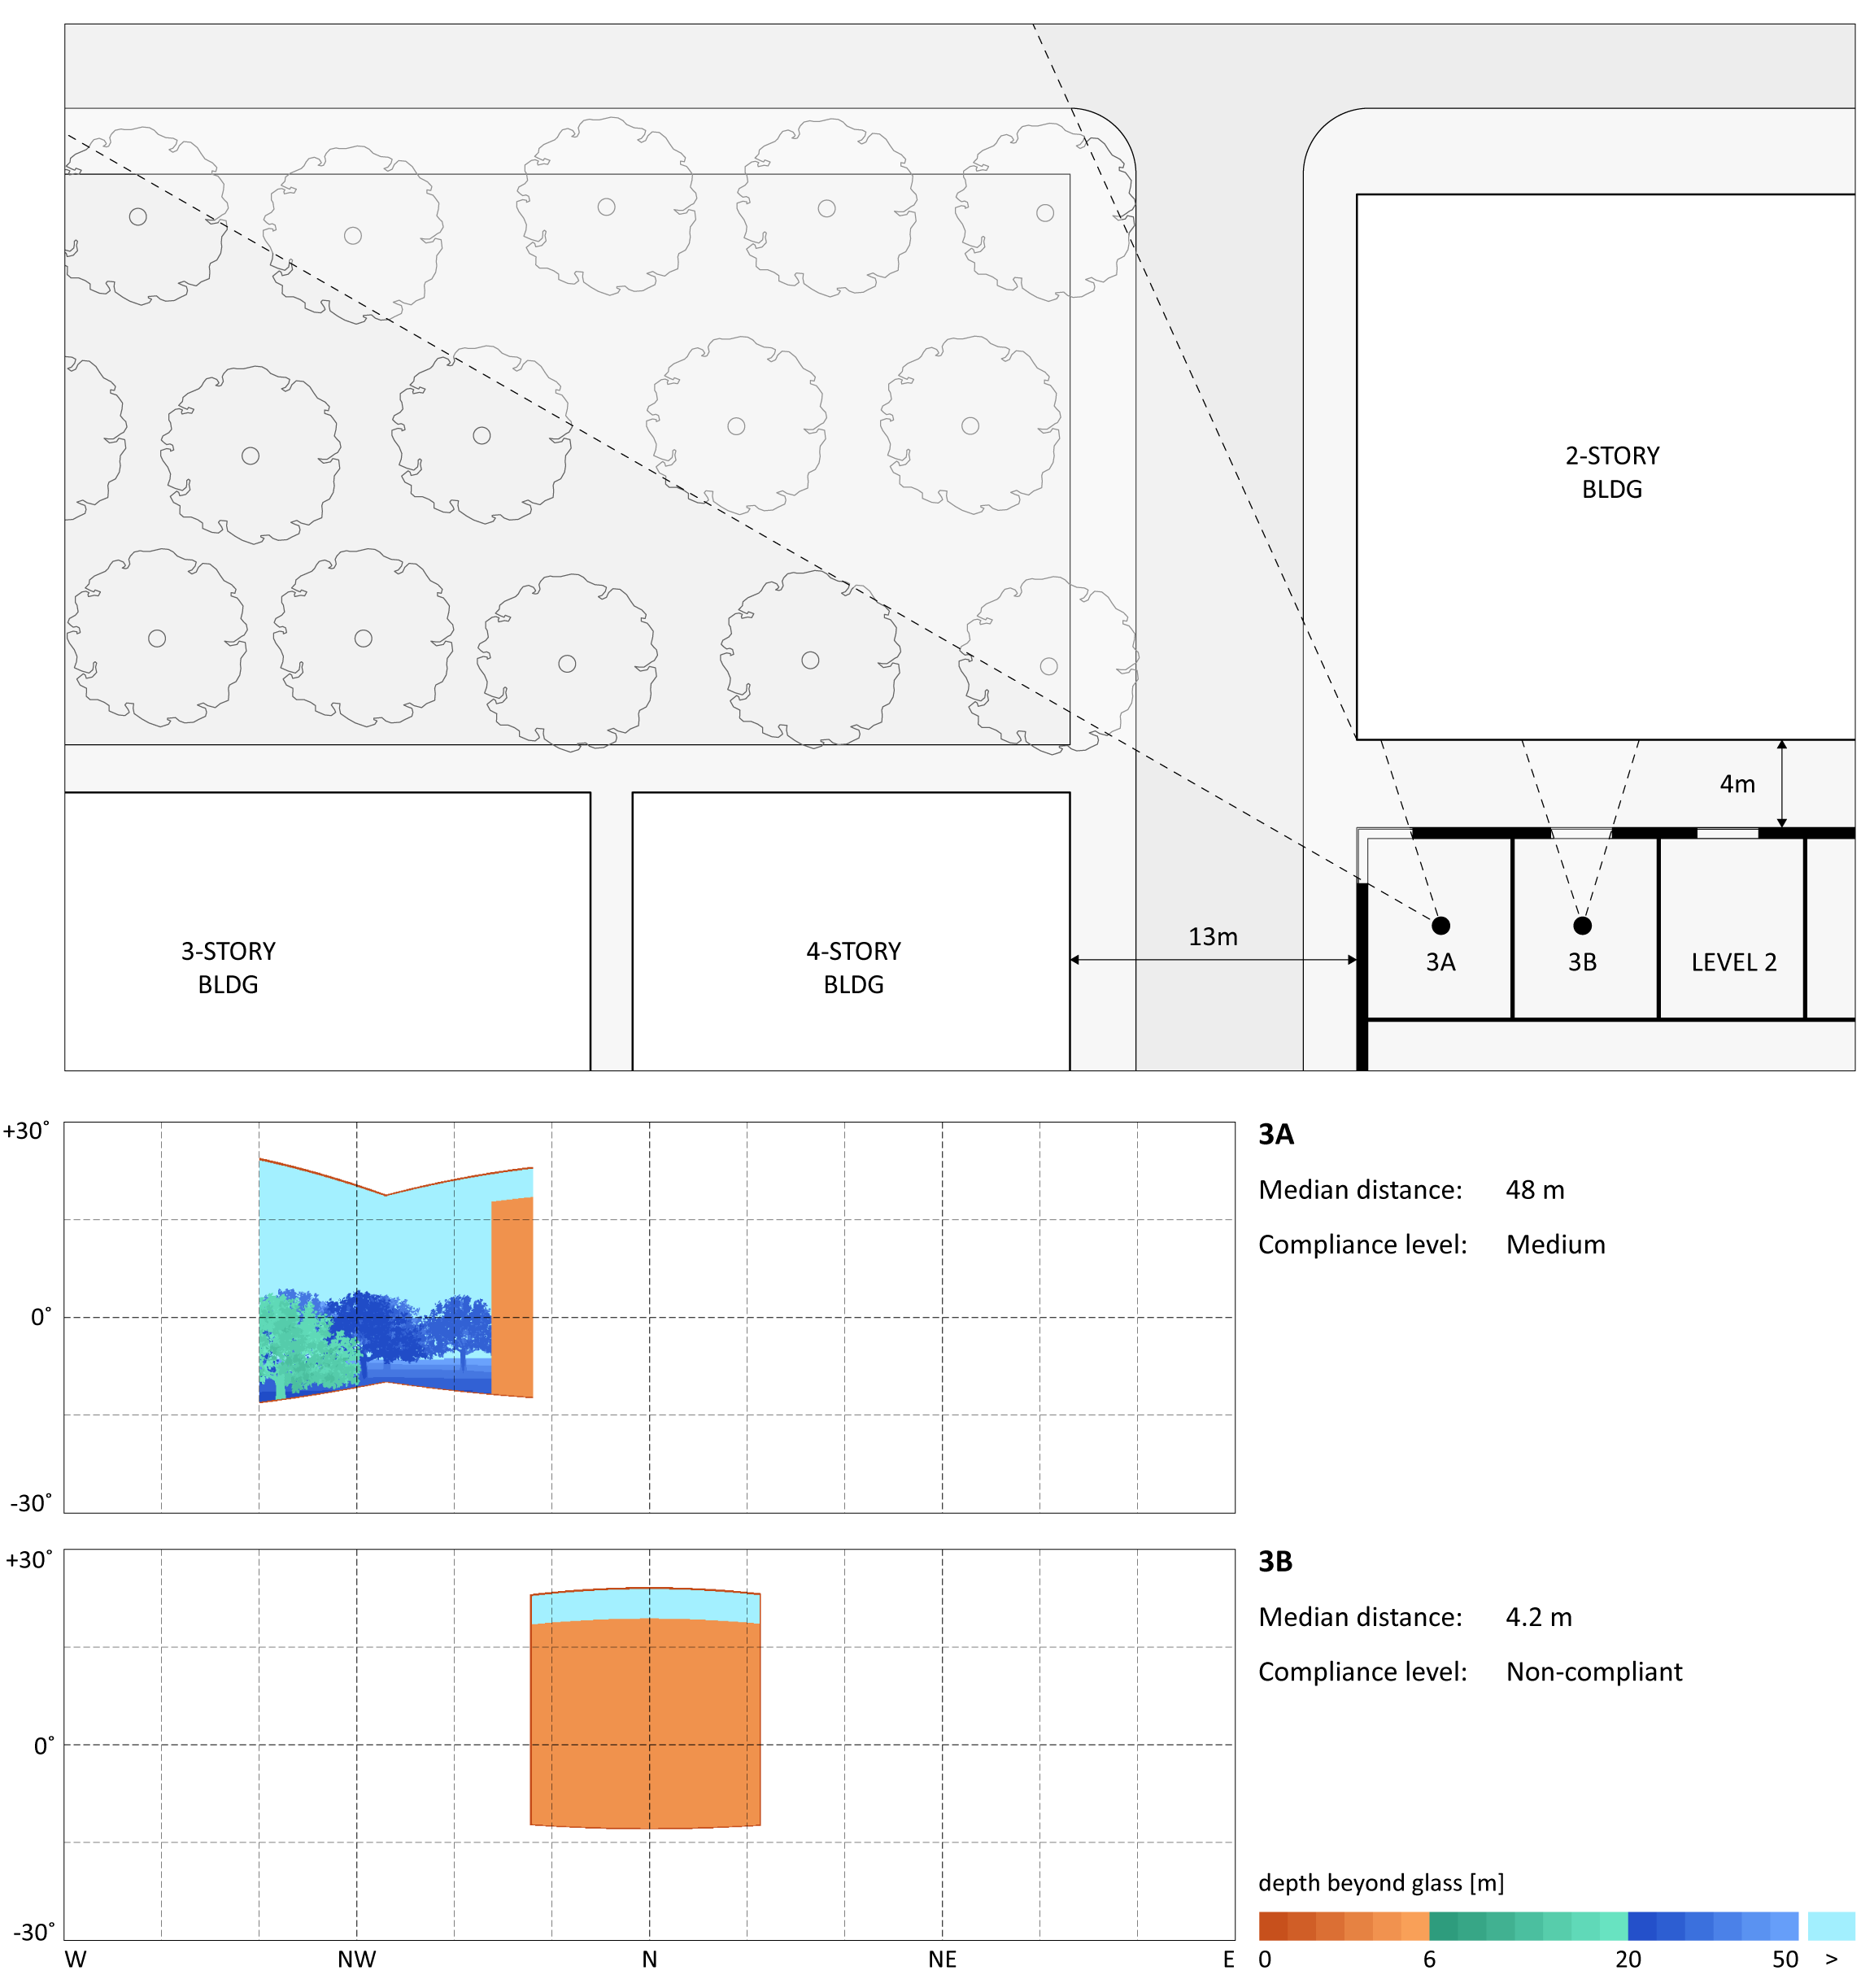 2-STORY
BLDG
4m
13m
3-STORY
BLDG
4-STORY
BLDG
3A
3B
LEVEL 2
+30˚
0˚
-30˚
3A
Median distance: 48 m
Compliance level: Medium
+30˚
0˚
-30˚
W NW N NE E
3B
Median distance: 4.2 m
Compliance level: Non-compliant
depth beyond glass [m]
0 6 20 50 >